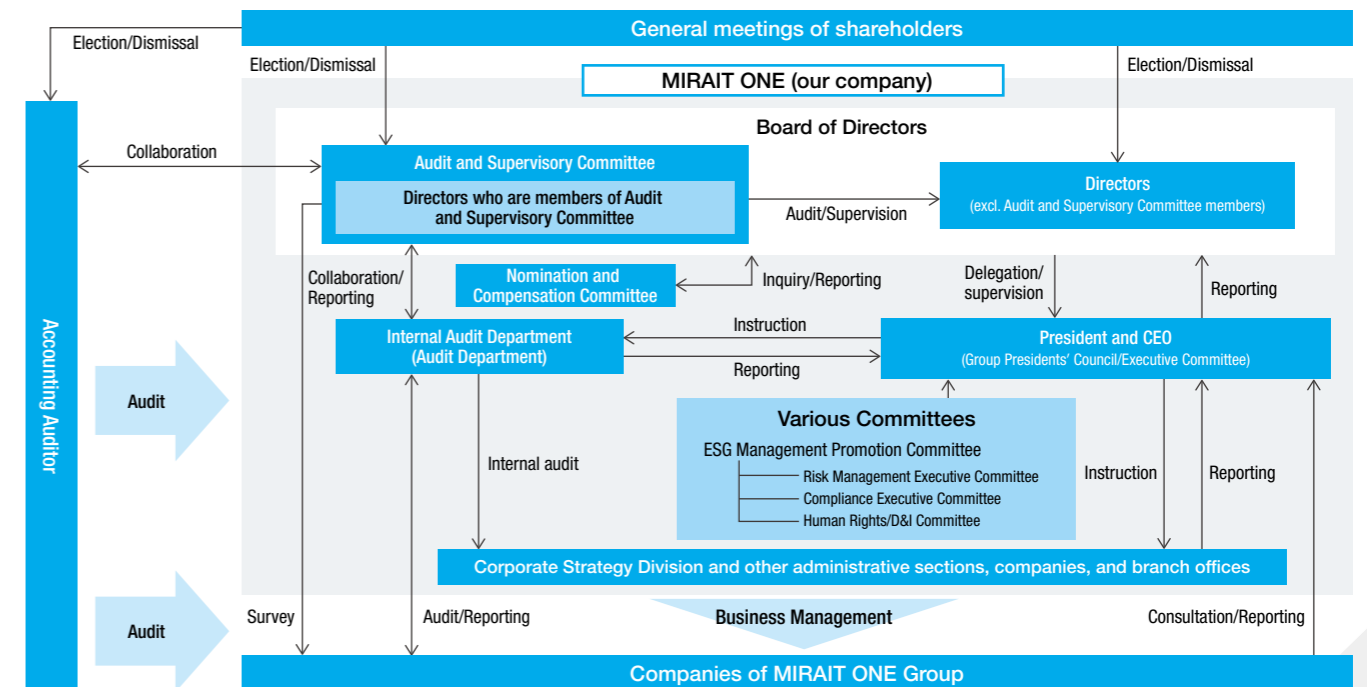 General meetings of shareholders
Election/Dismissal
Election/Dismissal
Election/Dismissal
MIRAIT ONE (our company)
Board of Directors
Collaboration
Audit and Supervisory Committee
Directors who are members of Audit
and Supervisory Committee
Audit/Supervision
Directors
(excl. Audit and Supervisory Committee members)
Collaboration/
Reporting
Nomination and
Compensation Committee
Inquiry/Reporting
Delegation/
supervision
Reporting
Internal Audit Department
(Audit Department)
Instruction
Reporting
President and CEO
(Group Presidents' Council/Executive Committee)
Accounting Auditor
Audit
Various Committees
ESG Management Promotion Committee
Risk Management Executive Committee
Compliance Executive Committee
Human Rights/D&I Committee
Internal audit
Instruction
Reporting
Corporate Strategy Division and other administrative sections, companies, and branch offices
Audit
Survey
Audit/Reporting
Business Management
Consultation/Reporting
Companies of MIRAIT ONE Group